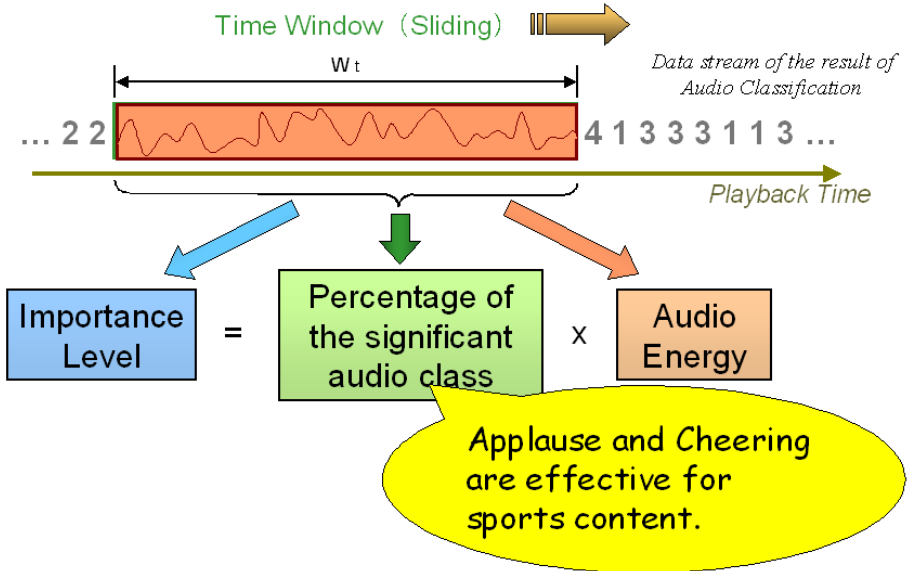 Time Window（Sliding）
Wt
Data stream of the result of
Audio Classification
... 2 2
4 1 3 3 3 1 1 3 ...
Playback Time
Importance
Level
=
Percentage of
the significant
audio class
x
Audio
Energy
Applause and Cheering
are effective for
sports content.